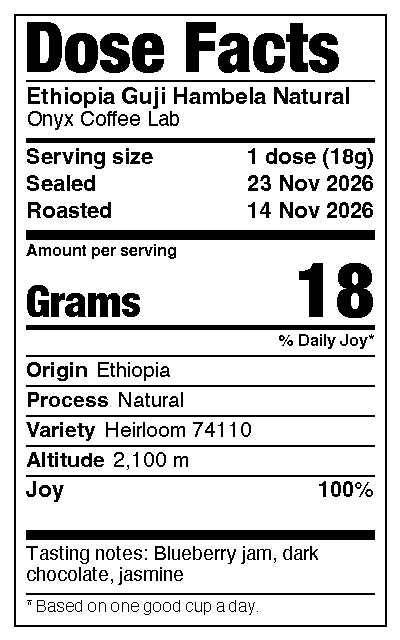 Dose Facts
Ethiopia Guji Hambela Natural
Onyx Coffee Lab
Serving size 1 dose (18g)
Sealed 23 Nov 2026
Roasted 14 Nov 2026
Amount per serving
Grams 18
% Daily Joy*
Origin Ethiopia
Process Natural
Variety Heirloom 74110
Altitude 2,100 m
Joy 100%
Tasting notes: Blueberry jam, dark
chocolate, jasmine
* Based on one good cup a day.